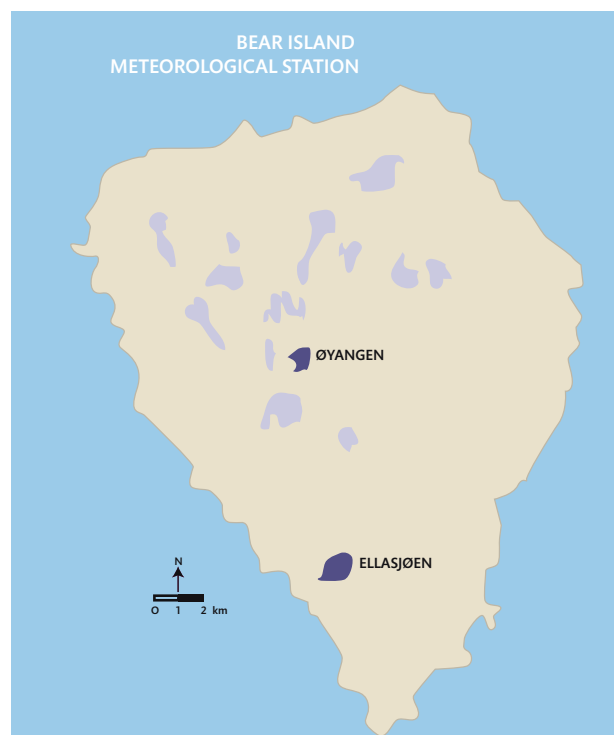 BEAR ISLAND
METEOROLOGICAL STATION
ØYANGEN
ELLASJØEN
N
0 1 2 km